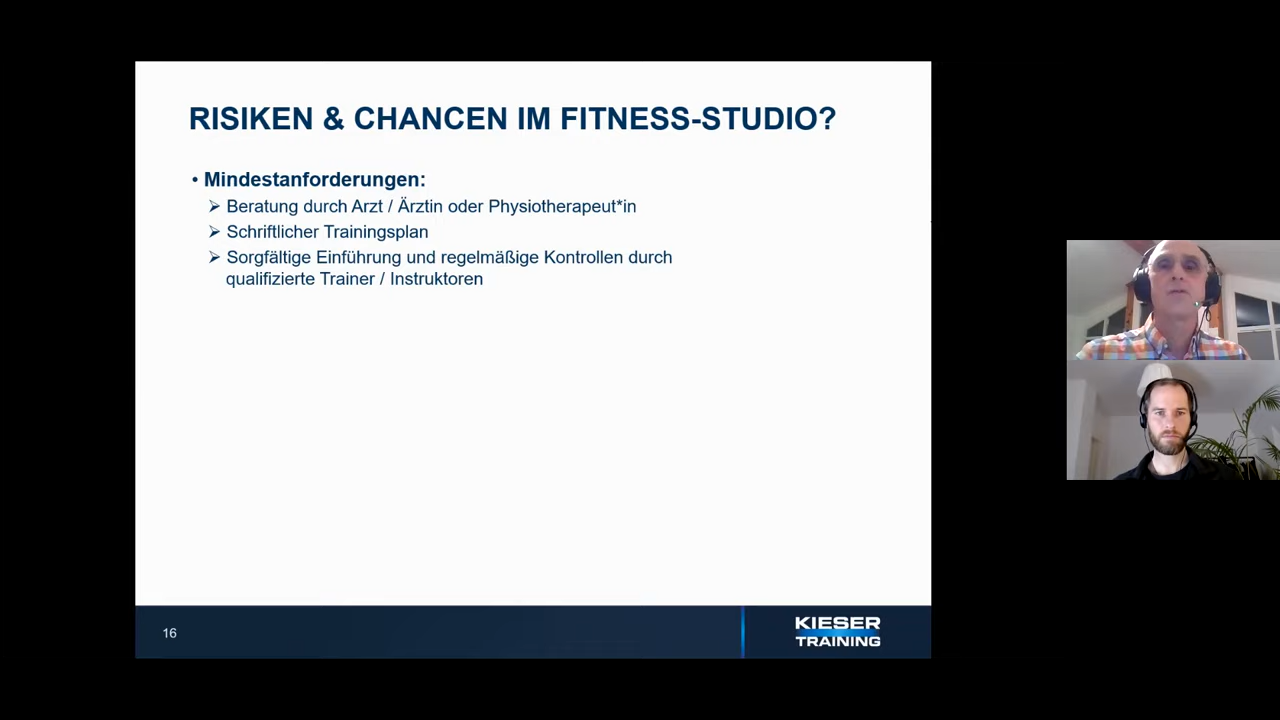 RISIKEN & CHANCEN IM FITNESS-STUDIO?
• Mindestanforderungen:
➢ Beratung durch Arzt / Ärztin oder Physiotherapeut*in
➢ Schriftlicher Trainingsplan
➢ Sorgfältige Einführung und regelmäßige Kontrollen durch
qualifizierte Trainer / Instruktoren
16
KIESER
TRAINING